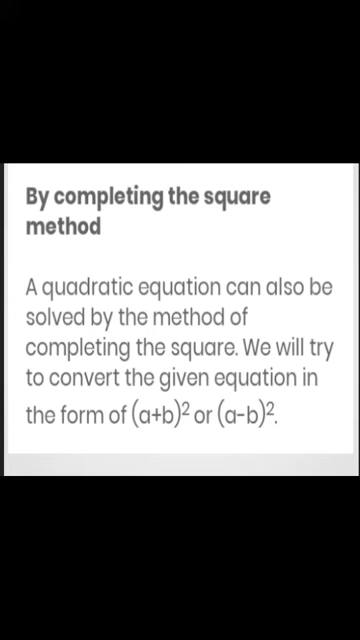 By completing the square
method
A quadratic equation can also be
solved by the method of
completing the square. We will try
to convert the given equation in
the form of (a+b)² or (a-b)².